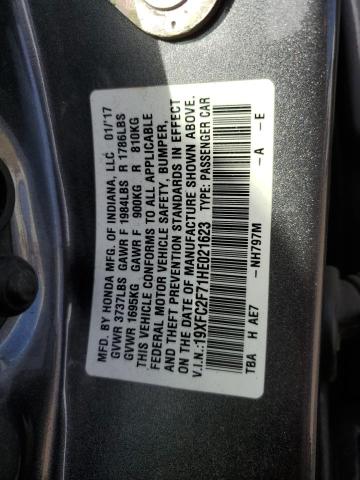 MFD. BY HONDA MFG. OF INDIANA, LLC 01/'17
GVWR 3737LBS GAWR F 1984LBS R 1786LBS
GVWR 1695KG GAWR F 900KG R 810KG
THIS VEHICLE CONFORMS TO ALL APPLICABLE
FEDERAL MOTOR VEHICLE SAFETY, BUMPER,
AND THEFT PREVENTION STANDARDS IN EFFECT
ON THE DATE OF MANUFACTURE SHOWN ABOVE.
V.I.N.:19XFC2F71HE021623 TYPE: PASSENGER CAR
TBA H AE7 –NH797M –A –E